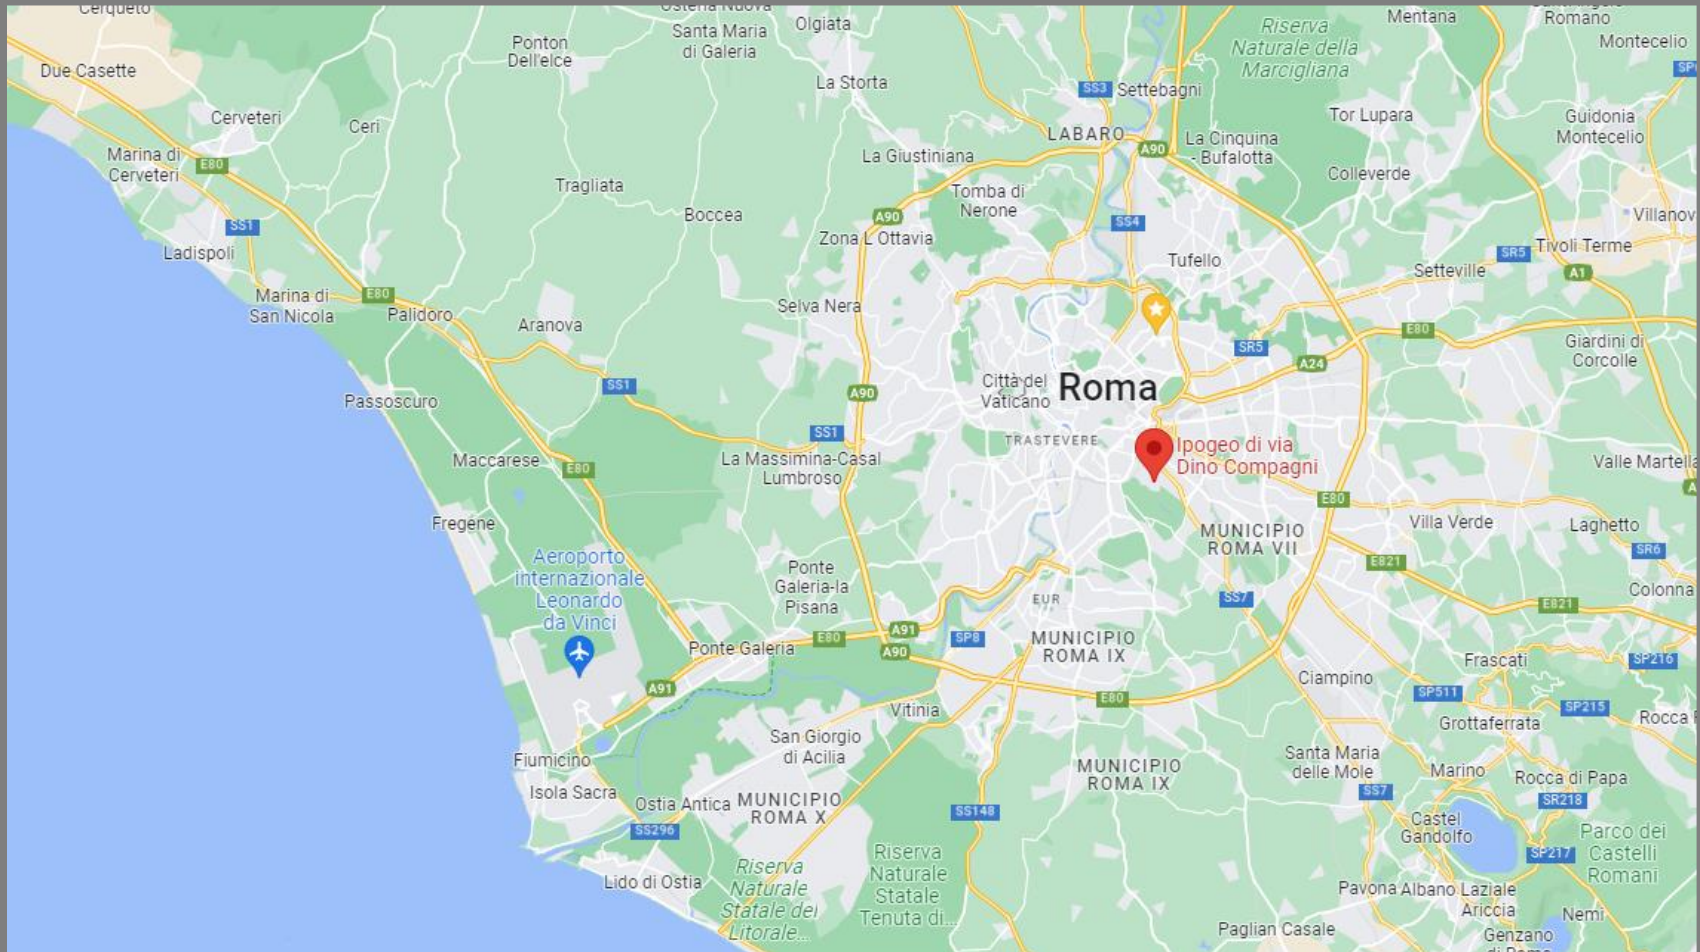 Cerqueto
Santa Maria
di Galeria
Olgiata
Riserva
Naturale della
Marcigliana
Mentana
Romano
Montecelio
Due Casette
Ponton
Dell'elce
La Storta
SS3
Settebagni
Cerveteri
Ceri
Tor Lupara
Guidonia
Montecelio
LABARO
A90
La Cinquina
- Bufalotta
Marina di
Cerveteri
E80
La Giustiniana
Colleverde
Tragliata
Tomba di
Nerone
Boccea
A90
SS4
Villanov
SS1
Zona L Ottavia
Ladispoli
Tufello
SR5
Tivoli Terme
Setteville
A1
Marina di
San Nicola
E80
Palidoro
Aranova
Selva Nera
E80
SR5
Giardini di
Corcolle
A24
SS1
Città del
Vaticano
Roma
A90
Passoscuro
SS1
TRASTEVERE
Ipogeo di via
Dino Compagni
La Massimina-Casal
Lumbroso
Maccarese
E80
Valle Martella
E80
Fregene
MUNICIPIO
ROMA VII
Villa Verde
Laghetto
SR6
Aeroporto
internazionale
Leonardo
da Vinci
Ponte
Galeria-la
Pisana
E821
Colonna
EUR
SS7
E821
A91
E80
SP8
MUNICIPIO
ROMA IX
Ponte Galeria
A90
Frascati
SP216
A91
E80
Ciampino
SP511
SP215
Vitinia
Grottaferrata
Rocca
San Giorgio
di Acilia
Fiumicino
MUNICIPIO
ROMA IX
Santa Maria
delle Mole
Marino
Rocca di Papa
Isola Sacra
Ostia Antica
MUNICIPIO
ROMA X
SS148
SS7
SR218
SS296
Castel
Gandolfo
SP217
Parco dei
Castelli
Romani
Lido di Ostia
Riserva
Naturale
Statale del
Litorale...
Riserva
Naturale
Statale
Tenuta di...
Pavona
Albano Laziale
Ariccia
Nemi
Paglian Casale
Genzano